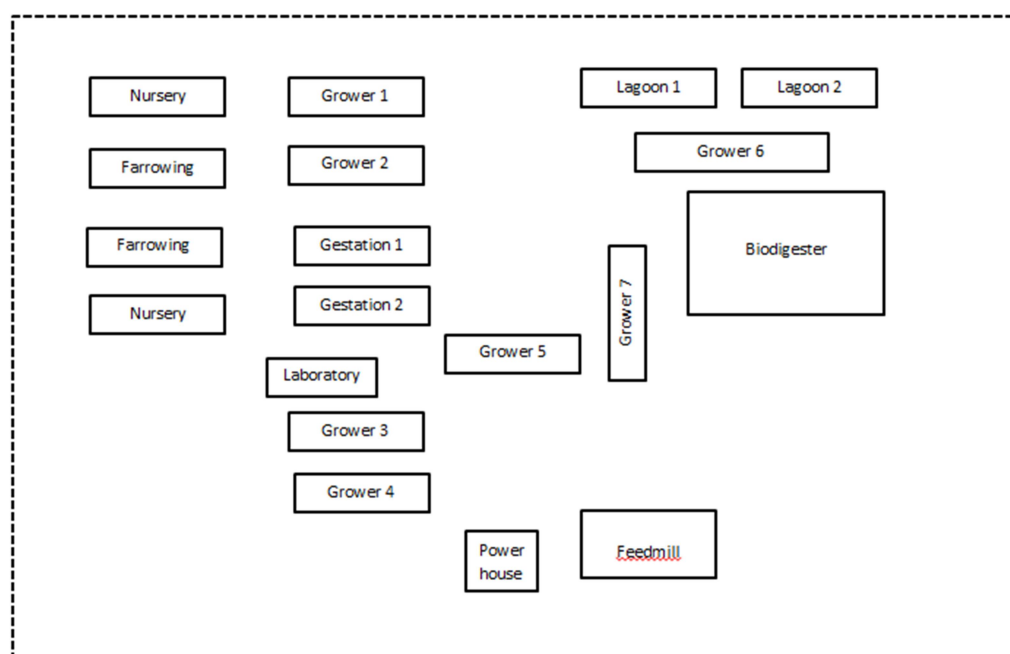 Nursery
Grower 1
Lagoon 1
Lagoon 2
Farrowing
Grower 2
Grower 6
Farrowing
Gestation 1
Biodigester
Nursery
Gestation 2
Grower 7
Grower 5
Laboratory
Grower 3
Grower 4
Power
house
Feedmill